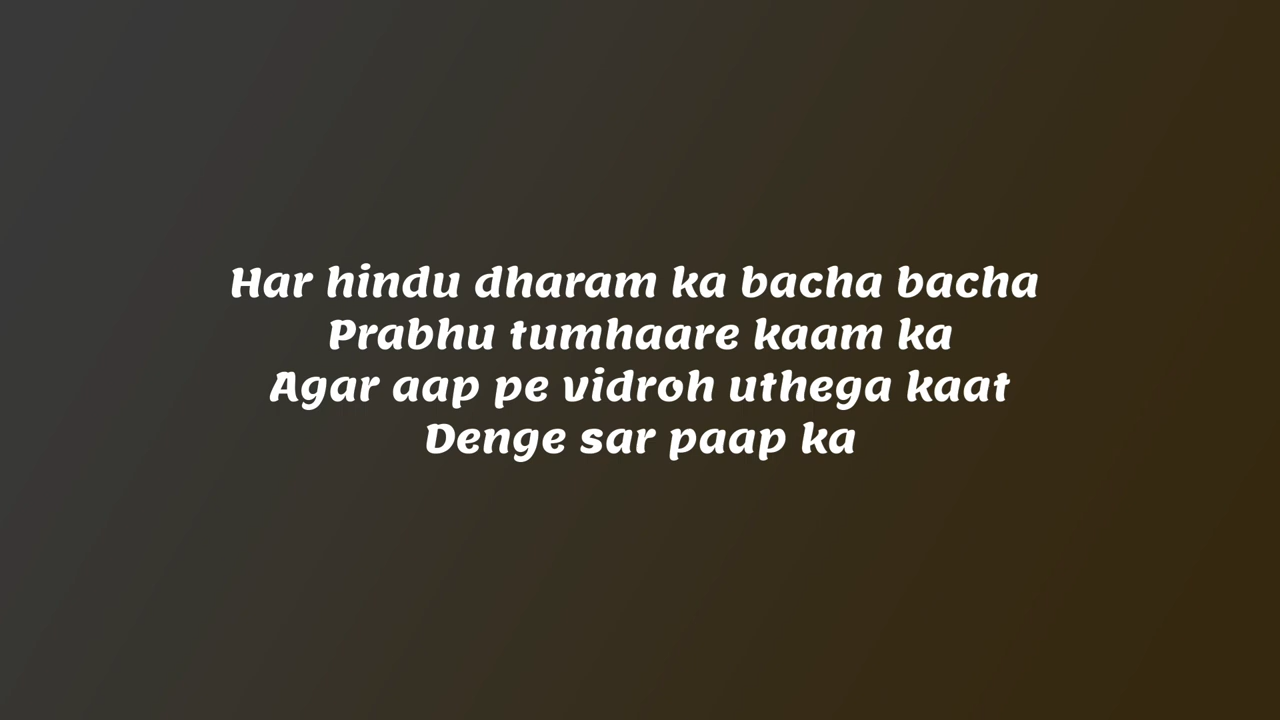 Har hindu dharam ka bacha bacha
Prabhu tumhaare kaam ka
Agar aap pe vidroh uthega kaat
Denge sar paap ka